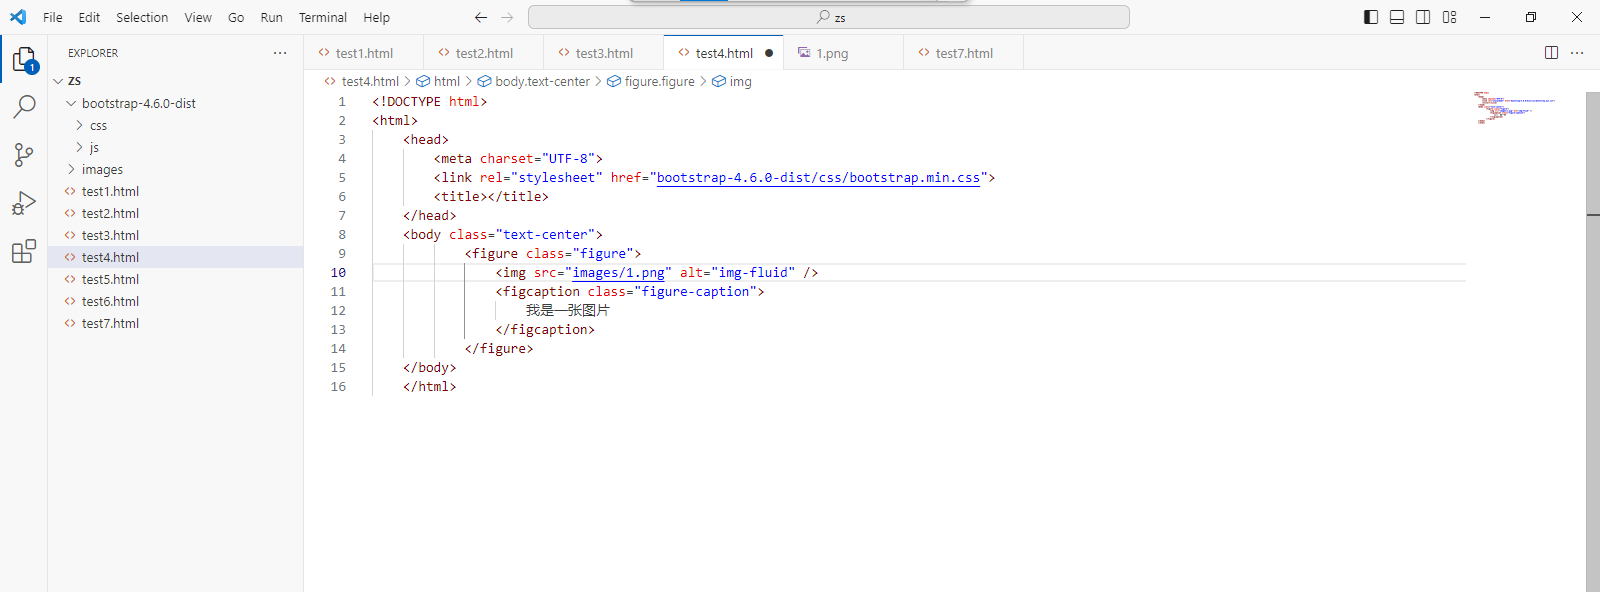 File Edit Selection View Go Run Terminal Help
zs
EXPLORER
ZS
bootstrap-4.6.0-dist
css
js
images
test1.html
test2.html
test3.html
test4.html
test5.html
test6.html
test7.html
1
test1.html test2.html test3.html test4.html 1.png test7.html
test4.html > html > body.text-center > figure.figure > img
1 <!DOCTYPE html>
2 <html>
3 <head>
4 <meta charset="UTF-8">
5 <link rel="stylesheet" href="bootstrap-4.6.0-dist/css/bootstrap.min.css">
6 <title></title>
7 </head>
8 <body class="text-center">
9 <figure class="figure">
10 <img src="images/1.png" alt="img-fluid" />
11 <figcaption class="figure-caption">
12 我是一张图片
13 </figcaption>
14 </figure>
15 </body>
16 </html>